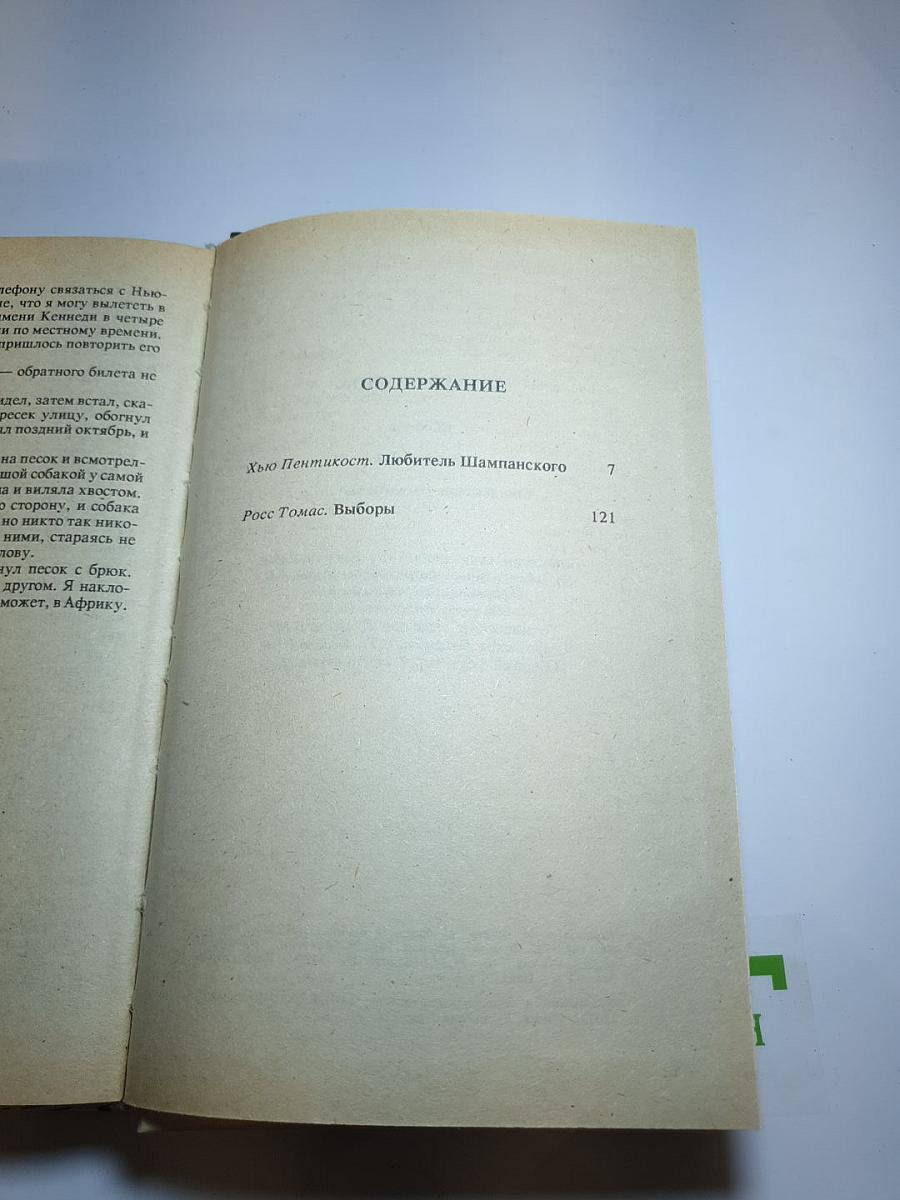 лефону связаться с Нью-
е, что я могу вылететь в
имени Кеннеди в четыре
и по местному времени.
пришлось повторить его
— обратного билета не
идел, затем встал, ска-
ресек улицу, обогнул
ал поздний октябрь, и
на песок и всмотрел-
шой собакой у самой
а и виляла хвостом.
ю сторону, и собака
но никто так нико-
ними, стараясь не
лову.
нул песок с брюк.
другом. Я накло-
может, в Африку.
СОДЕРЖАНИЕ
Хью Пентикост. Любитель Шампанского 7
Росс Томас. Выборы 121